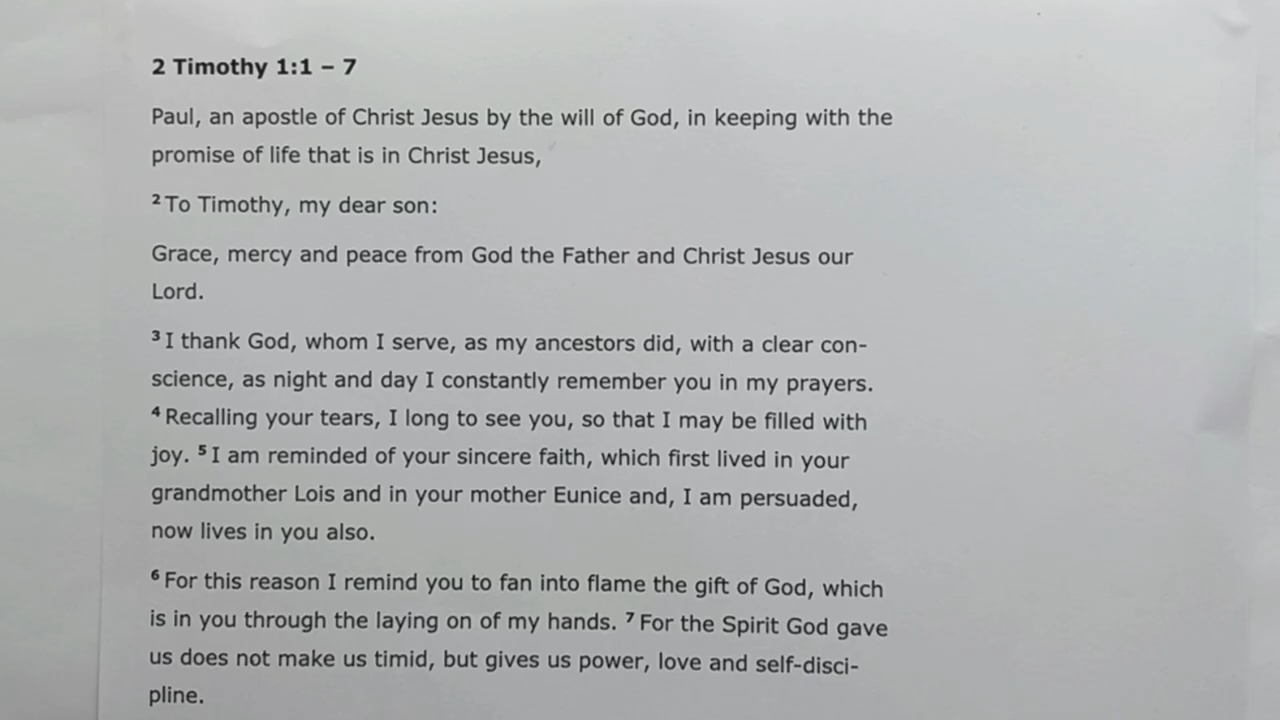 2 Timothy 1:1 – 7
Paul, an apostle of Christ Jesus by the will of God, in keeping with the
promise of life that is in Christ Jesus,
² To Timothy, my dear son:
Grace, mercy and peace from God the Father and Christ Jesus our
Lord.
³ I thank God, whom I serve, as my ancestors did, with a clear con-
science, as night and day I constantly remember you in my prayers.
⁴ Recalling your tears, I long to see you, so that I may be filled with
joy. ⁵ I am reminded of your sincere faith, which first lived in your
grandmother Lois and in your mother Eunice and, I am persuaded,
now lives in you also.
⁶ For this reason I remind you to fan into flame the gift of God, which
is in you through the laying on of my hands. ⁷ For the Spirit God gave
us does not make us timid, but gives us power, love and self-disci-
pline.